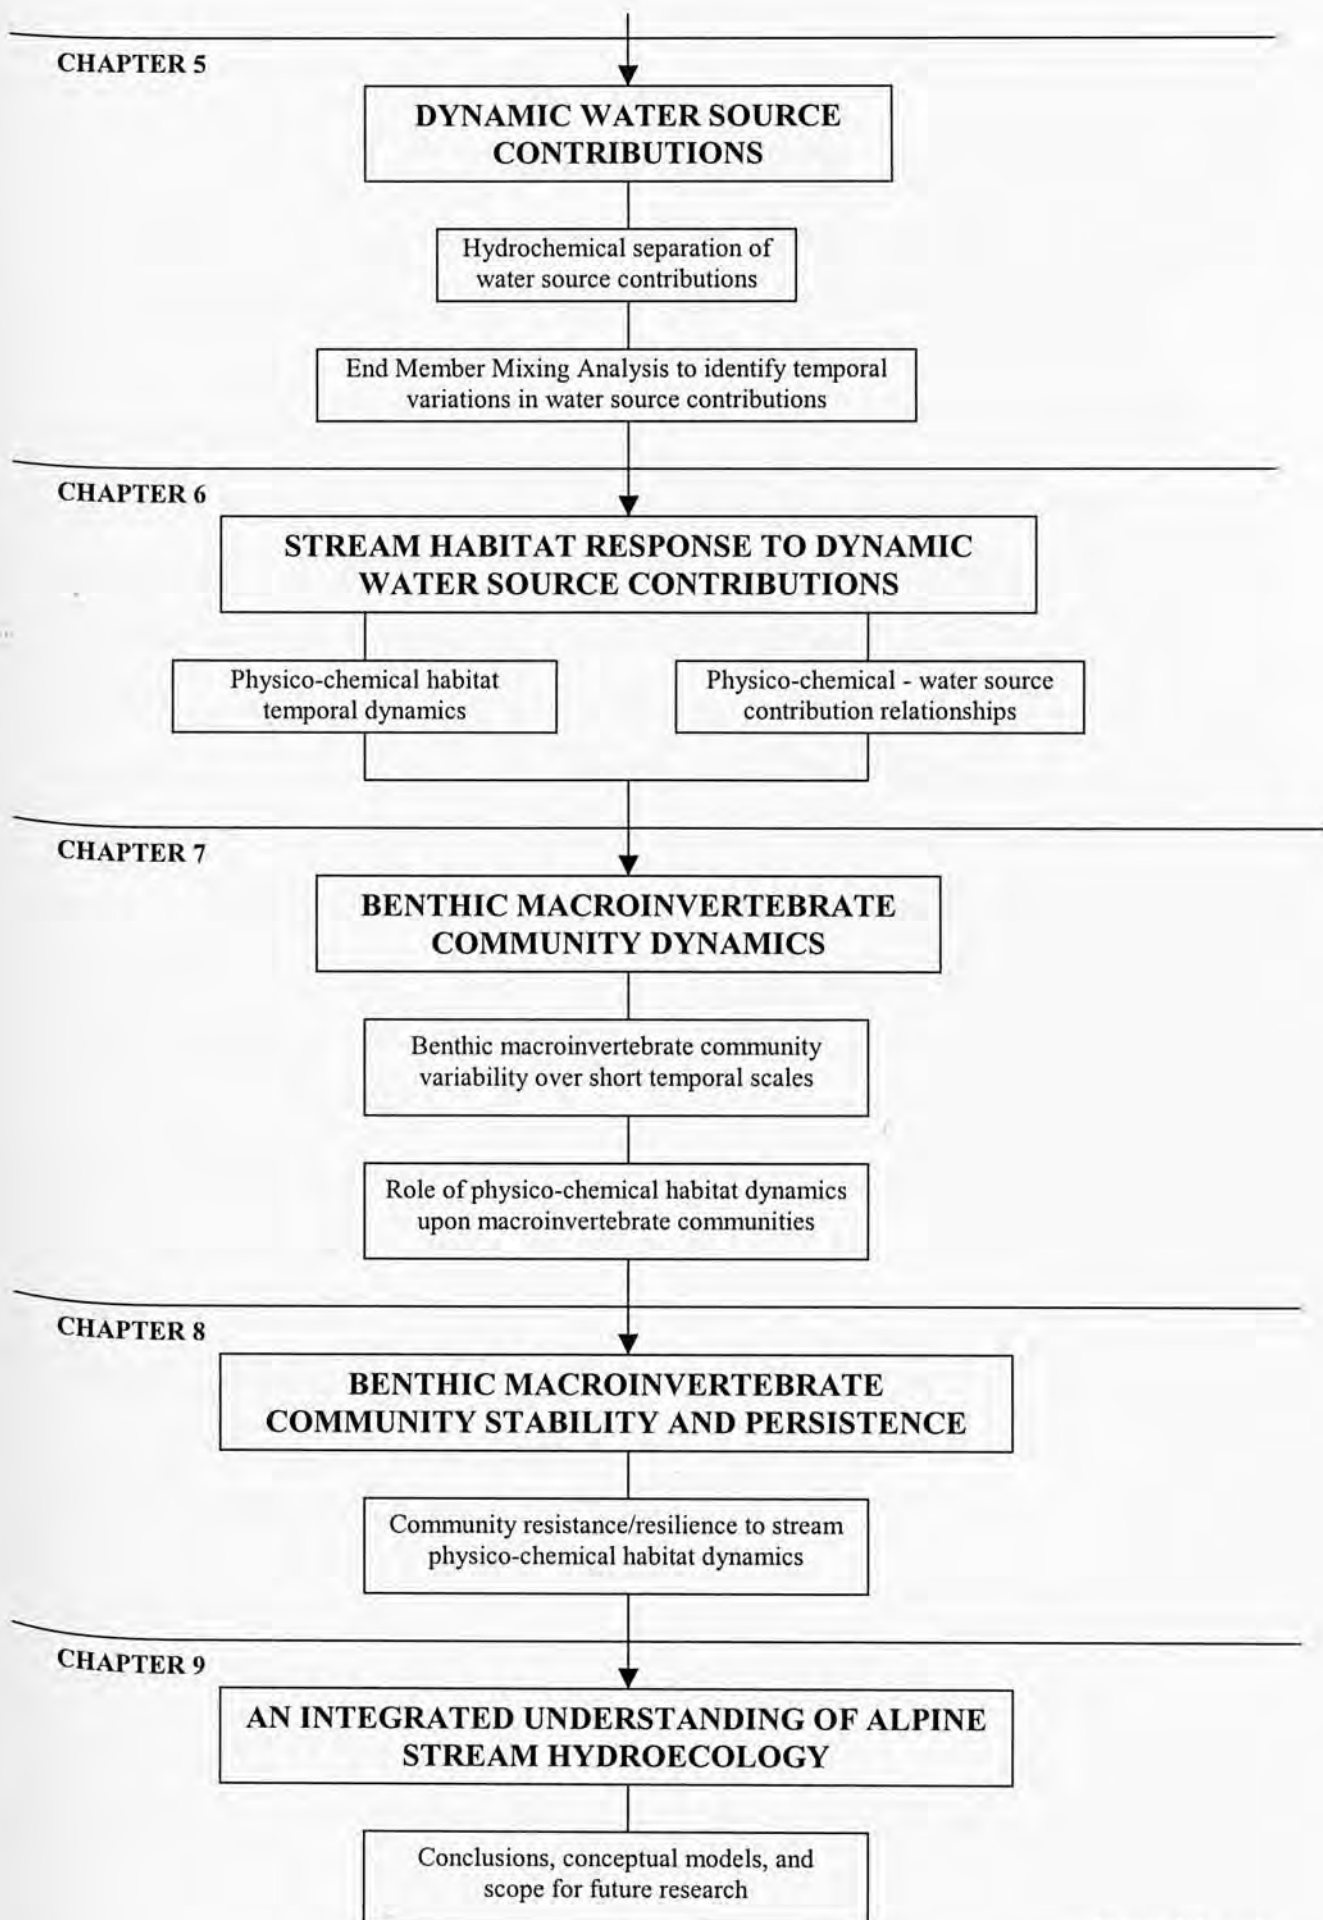 CHAPTER 5
DYNAMIC WATER SOURCE
CONTRIBUTIONS
Hydrochemical separation of
water source contributions
End Member Mixing Analysis to identify temporal
variations in water source contributions
CHAPTER 6
STREAM HABITAT RESPONSE TO DYNAMIC
WATER SOURCE CONTRIBUTIONS
Physico-chemical habitat
temporal dynamics
Physico-chemical - water source
contribution relationships
CHAPTER 7
BENTHIC MACROINVERTEBRATE
COMMUNITY DYNAMICS
Benthic macroinvertebrate community
variability over short temporal scales
Role of physico-chemical habitat dynamics
upon macroinvertebrate communities
CHAPTER 8
BENTHIC MACROINVERTEBRATE
COMMUNITY STABILITY AND PERSISTENCE
Community resistance/resilience to stream
physico-chemical habitat dynamics
CHAPTER 9
AN INTEGRATED UNDERSTANDING OF ALPINE
STREAM HYDROECOLOGY
Conclusions, conceptual models, and
scope for future research